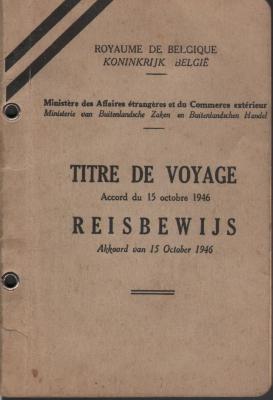 ROYAUME DE BELGIQUE
KONINKRIJK BELGIË
Ministère des Affaires étrangères et du Commerce extérieur
Ministerie van Buitenlandsche Zaken en Buitenlandschen Handel
TITRE DE VOYAGE
Accord du 15 octobre 1946
REISBEWIJS
Akkoord van 15 October 1946